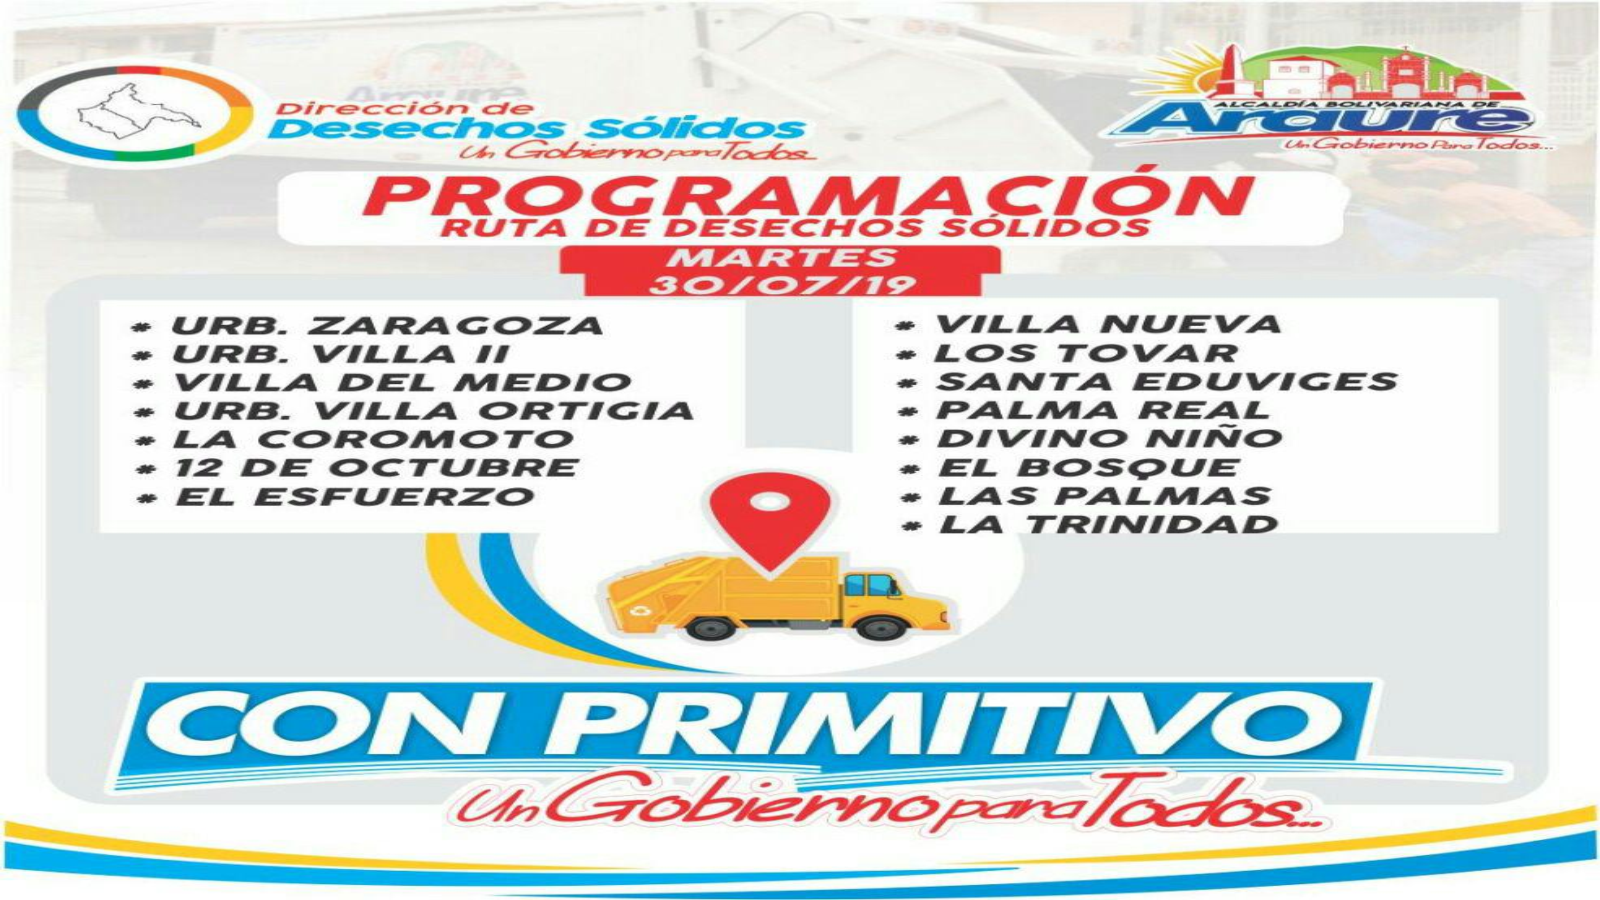 Dirección de
Desechos Sólidos
Un Gobierno para Todos...
ALCALDÍA BOLIVARIANA DE
Araure
Un Gobierno Para Todos...
PROGRAMACIÓN
RUTA DE DESECHOS SÓLIDOS
MARTES
30/07/19
* URB. ZARAGOZA
* URB. VILLA II
* VILLA DEL MEDIO
* URB. VILLA ORTIGIA
* LA COROMOTO
* 12 DE OCTUBRE
* EL ESFUERZO
* VILLA NUEVA
* LOS TOVAR
* SANTA EDUVIGES
* PALMA REAL
* DIVINO NIÑO
* EL BOSQUE
* LAS PALMAS
* LA TRINIDAD
CON PRIMITIVO
Un Gobierno para Todos...